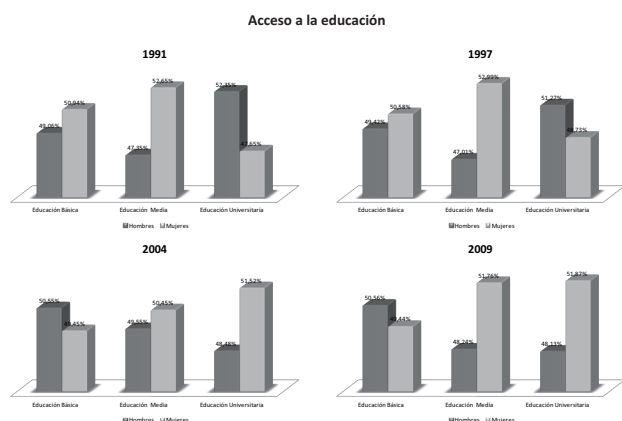 Acceso a la educación
1991
49,06%
50,94%
47,35%
52,65%
52,35%
47,65%
Educación Básica
Educación Media
Educación Universitaria
Hombres
Mujeres
1997
49,42%
50,58%
47,01%
52,99%
51,27%
48,73%
Educación Básica
Educación Media
Educación Universitaria
Hombres
Mujeres
2004
50,55%
49,45%
49,55%
50,45%
48,48%
51,52%
Educación Básica
Educación Media
Educación Universitaria
Hombres
Mujeres
2009
50,56%
49,44%
48,24%
51,76%
48,13%
51,87%
Educación Básica
Educación Media
Educación Universitaria
Hombres
Mujeres